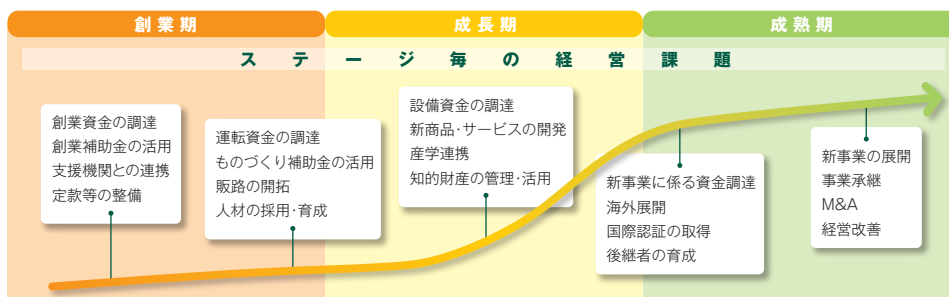 創業期
成長期
成熟期
ステージ毎の経営課題
創業資金の調達
創業補助金の活用
支援機関との連携
定款等の整備
運転資金の調達
ものづくり補助金の活用
販路の開拓
人材の採用・育成
設備資金の調達
新商品・サービスの開発
産学連携
知的財産の管理・活用
新事業に係る資金調達
海外展開
国際認証の取得
後継者の育成
新事業の展開
事業承継
M&A
経営改善